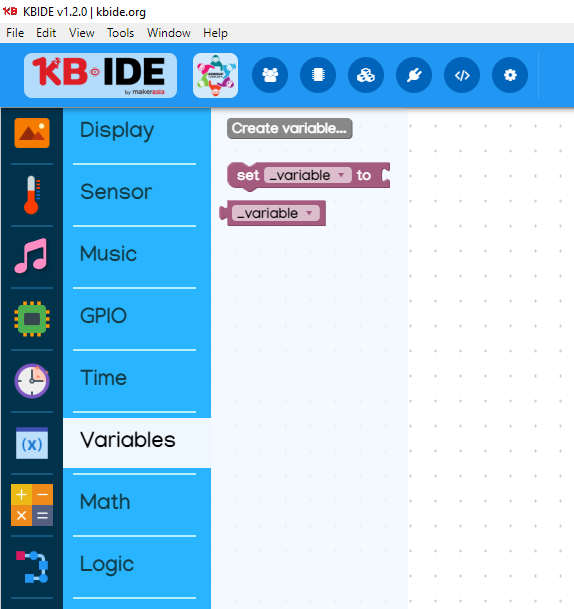 KB KBIDE v1.2.0 | kbide.org
File Edit View Tools Window Help
KB IDE
by makerasia
</>
Display
Create variable...
set _variable to
Sensor
_variable
Music
GPIO
Time
(x) Variables
Math
Logic